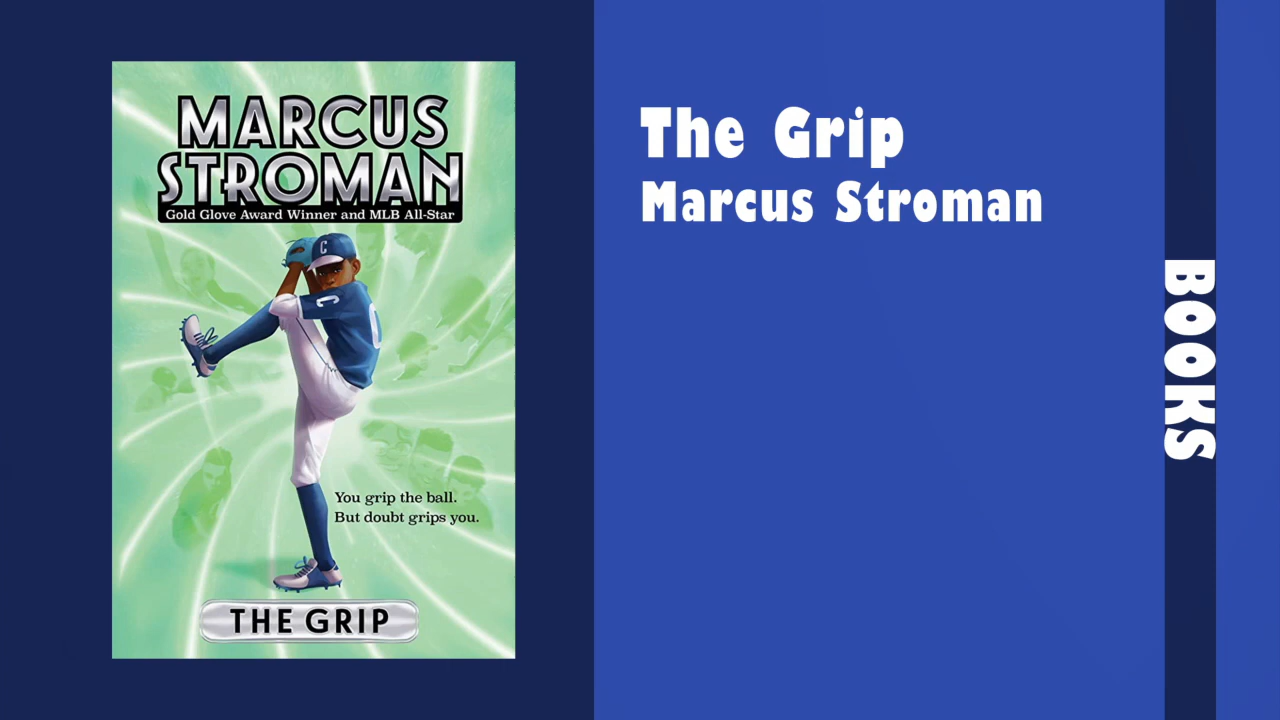 MARCUS
STROMAN
Gold Glove Award Winner and MLB All-Star
C
C
You grip the ball.
But doubt grips you.
THE GRIP
The Grip
Marcus Stroman
BOOKS